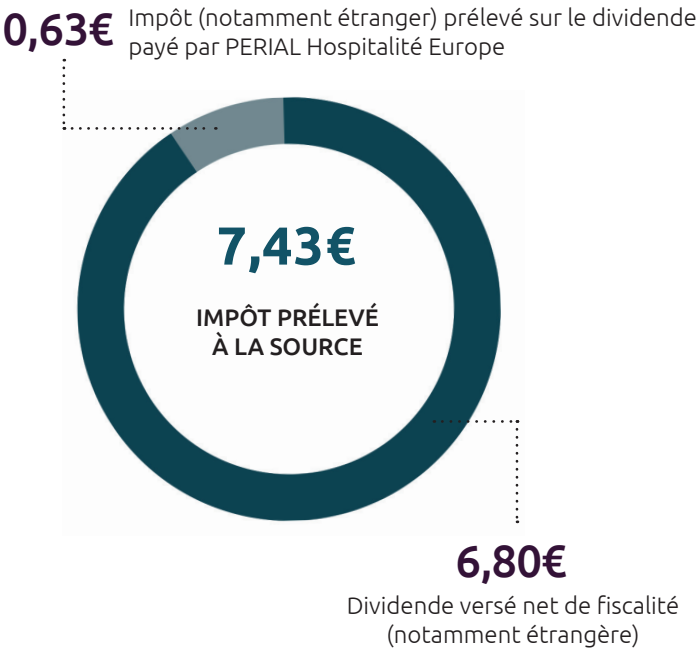 0,63€
Impôt (notamment étranger) prélevé sur le dividende
payé par PERIAL Hospitalité Europe
7,43€
IMPÔT PRÉLEVÉ
À LA SOURCE
6,80€
Dividende versé net de fiscalité
(notamment étrangère)